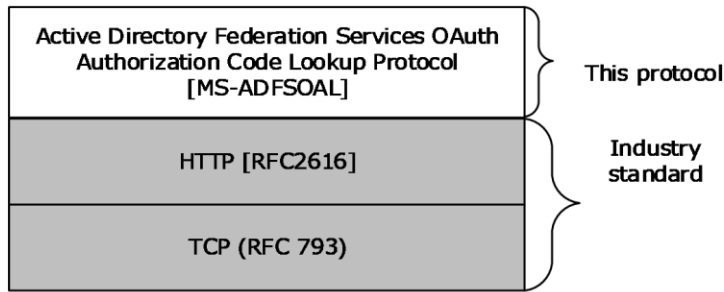 Active Directory Federation Services OAuth
Authorization Code Lookup Protocol
[MS-ADFSOAL]
This protocol
HTTP [RFC2616]
TCP (RFC 793)
Industry
standard